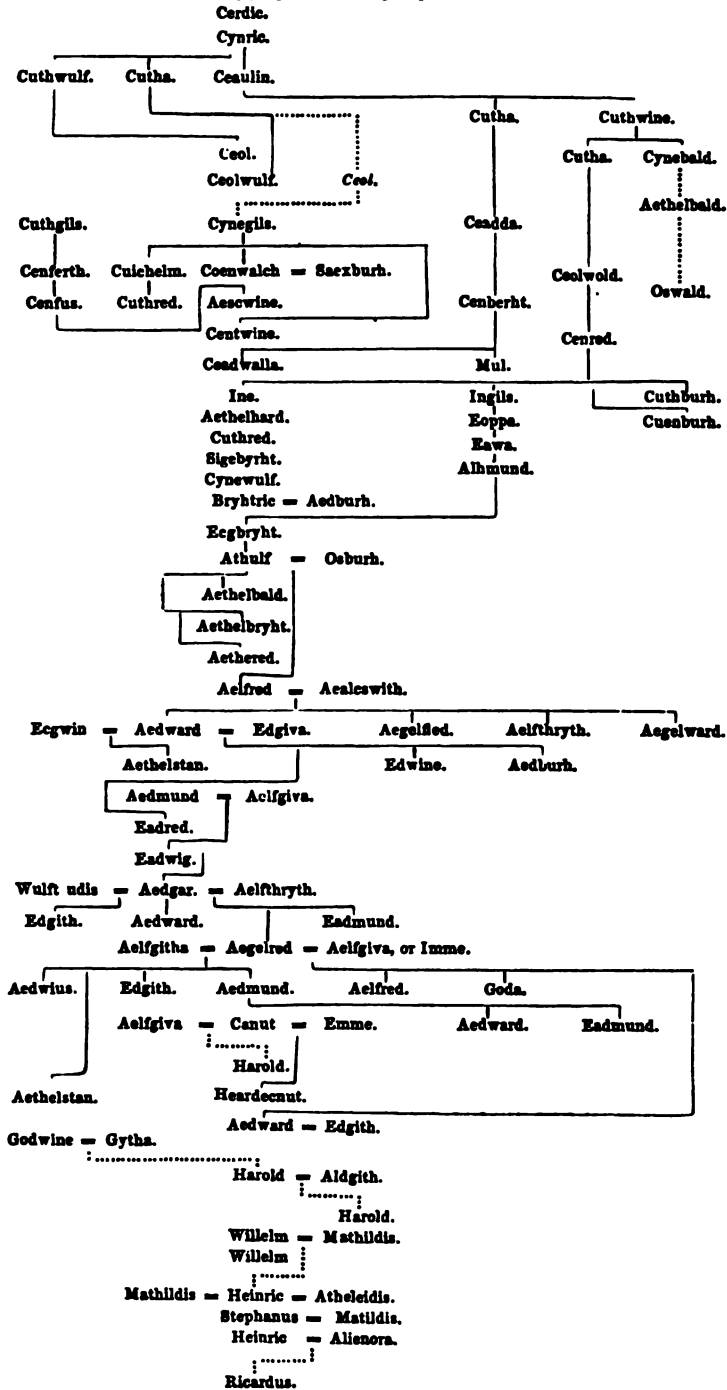 Cerdic.
Cynric.
Cuthwulf. Cutha. Ceaulin.
Cutha. Cuthwine.
Ceol. Cutha. Cynebald.
Ceolwulf. Ceol.
Aethelbald.
Cuthgils. Cynegils. Ceadda.
Cenferth. Cuichelm. Coenwalch = Saexburh. Ceolwold.
Cenfus. Cuthred. Aescwine. Cenberht. Oswald.
Centwine. Cenred.
Ceadwalla. Mul.
Ine. Ingils. Cuthburh.
Aethelhard. Eoppa. Cuenburh.
Cuthred. Eawa.
Sigebyrht. Alhmund.
Cynewulf.
Bryhtric = Aedburh.
Ecgbryht.
Athulf = Osburh.
Aethelbald.
Aethelbryht.
Aethered.
Aelfred = Aealcswith.
Ecgwin = Aedward = Edgiva. Aegelfled. Aelfthryth. Aegelward.
Aethelstan. Edwine. Aedburh.
Aedmund = Aelfgiva.
Eadred.
Eadwig.
Wulft udis = Aedgar. = Aelfthryth.
Edgith. Aedward. Eadmund.
Aelfgitha = Aegelred = Aelfgiva, or Imme.
Aedwius. Edgith. Aedmund. Aelfred. Goda.
Aelfgiva = Canut = Emme. Aedward. Eadmund.
Harold.
Aethelstan. Heardecnut.
Aedward = Edgith.
Godwine = Gytha.
Harold = Aldgith.
Harold.
Willelm = Mathildis.
Willelm
Mathildis = Heinric = Atheleidis.
Stephanus = Matildis.
Heinric = Alienora.
Ricardus.